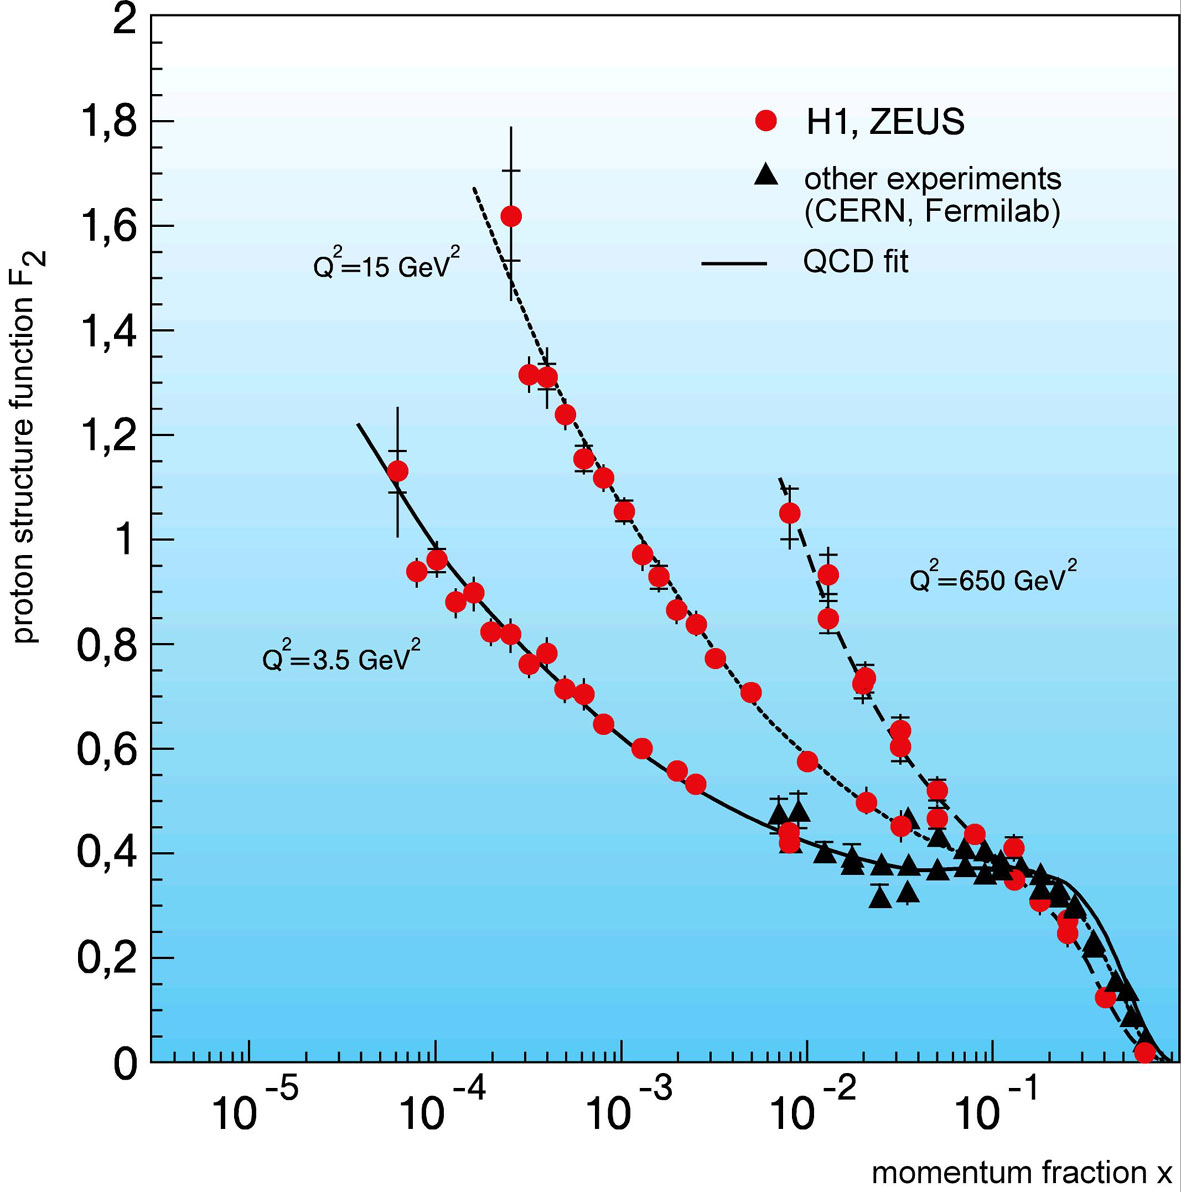 2
1,8
1,6
1,4
1,2
1
0,8
0,6
0,4
0,2
0
proton structure function F₂
H1, ZEUS
other experiments
(CERN, Fermilab)
QCD fit
Q²=15 GeV²
Q²=650 GeV²
Q²=3.5 GeV²
10⁻⁵ 10⁻⁴ 10⁻³ 10⁻² 10⁻¹
momentum fraction x